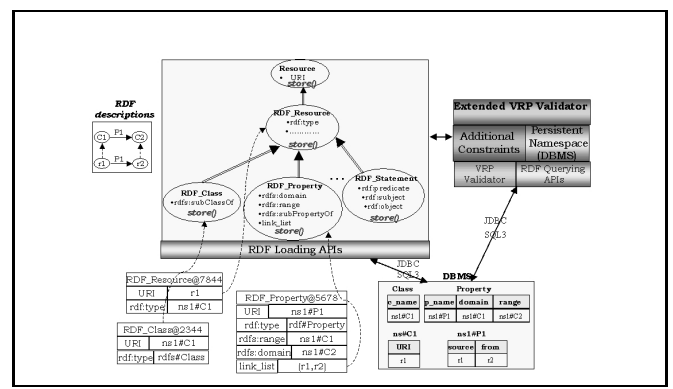 RDF
descriptions
P1
C1
C2
P1
r1
r2
Resource
• URI
store()
RDF_Resource
•rdf:type
•............
store()
...
RDF_Class
•rdfs:subClassOf
store()
RDF_Property
•rdfs:domain
•rdfs:range
•rdfs:subPropertyOf
•link_list
store()
RDF_Statement
•rdf:predicate
•rdf:subject
•rdf:object
store()
RDF Loading APIs
Extended VRP Validator
Additional
Constraints
Persistent
Namespace
(DBMS)
VRP
Validator
RDF Querying
APIs
JDBC
SQL3
JDBC
SQL3
RDF_Resource@7844
URI r1
rdf:type ns1#C1
RDF_Class@2344
URI ns1#C1
rdf:type rdfs#Class
RDF_Property@5678
URI ns1#P1
rdf:type rdf#Property
rdfs:range ns1#C1
rdfs:domain ns1#C2
link_list {r1,r2}
DBMS
Class Property
c_name p_name domain range
ns1#C1 ns1#P1 ns1#C1 ns1#C2
ns#C1 ns1#P1
URI source from
r1 r1 r2